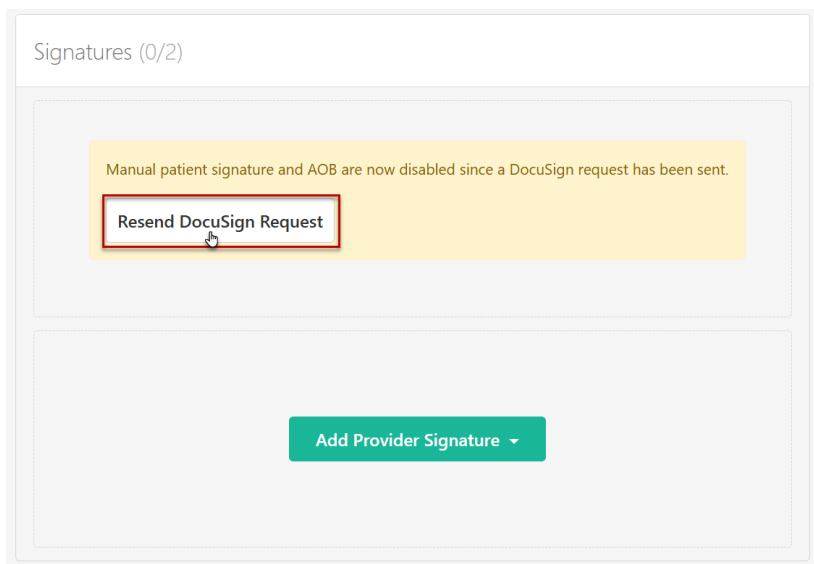 Signatures (0/2)
Manual patient signature and AOB are now disabled since a DocuSign request has been sent.
Resend DocuSign Request
Add Provider Signature